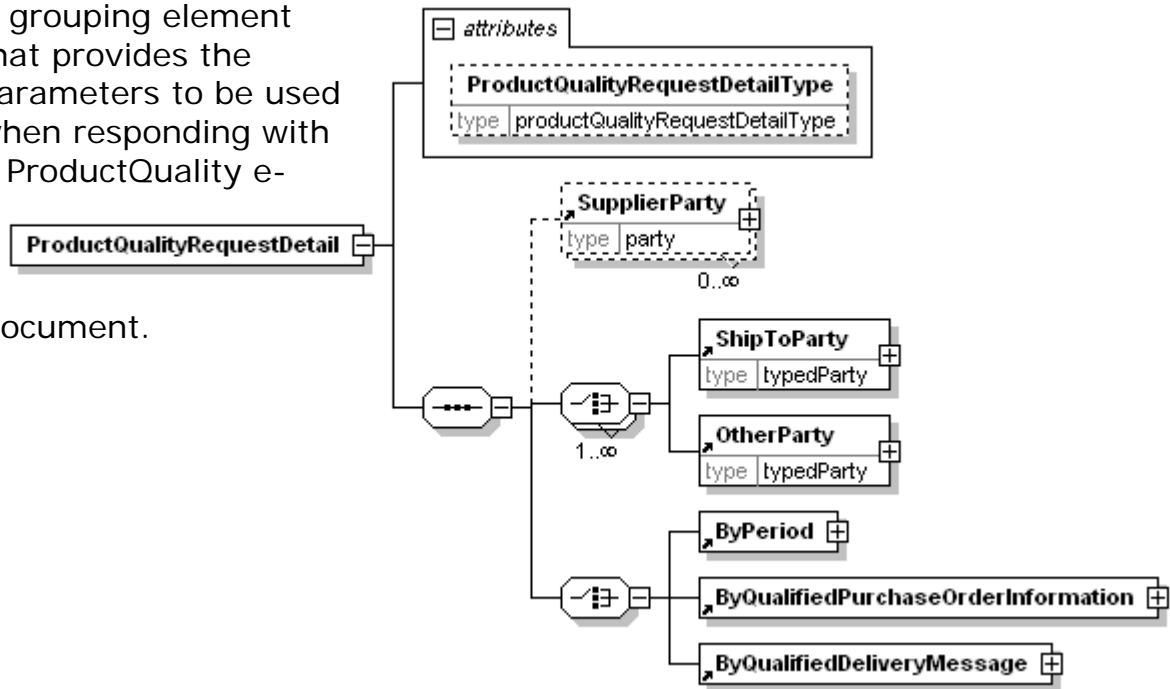 grouping element
hat provides the
arameters to be used
when responding with
ProductQuality e-
ocument.
attributes
ProductQualityRequestDetailType
type productQualityRequestDetailType
SupplierParty
type party
0..∞
ProductQualityRequestDetail
ShipToParty
type typedParty
1..∞
OtherParty
type typedParty
ByPeriod
ByQualifiedPurchaseOrderInformation
ByQualifiedDeliveryMessage